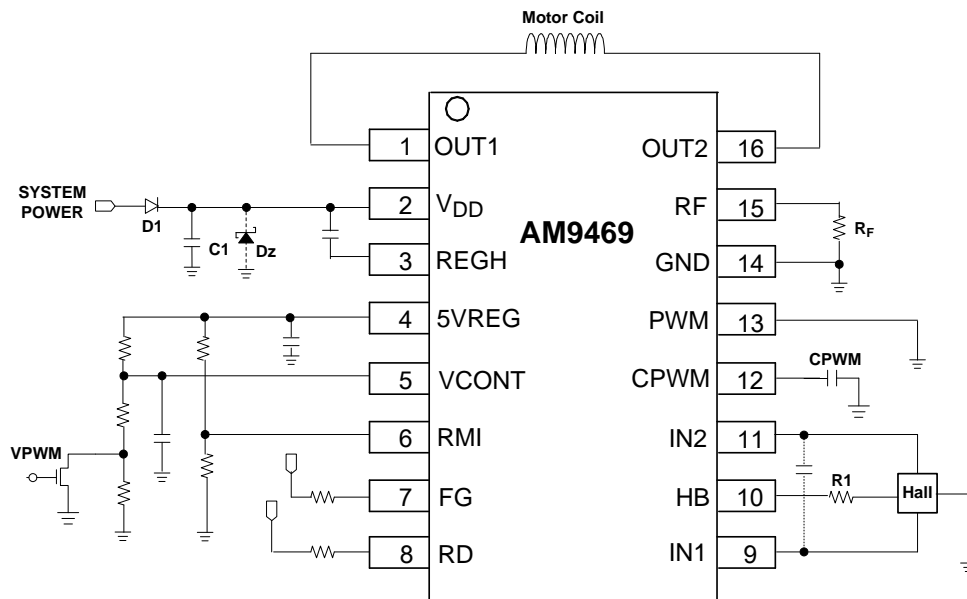 Motor Coil
1 OUT1
OUT2 16
SYSTEM
POWER
D1
2 VDD
RF 15
AM9469
C1
Dz
3 REGH
GND 14
RF
4 5VREG
PWM 13
5 VCONT
CPWM 12
CPWM
6 RMI
IN2 11
VPWM
7 FG
HB 10
R1
Hall
8 RD
IN1 9